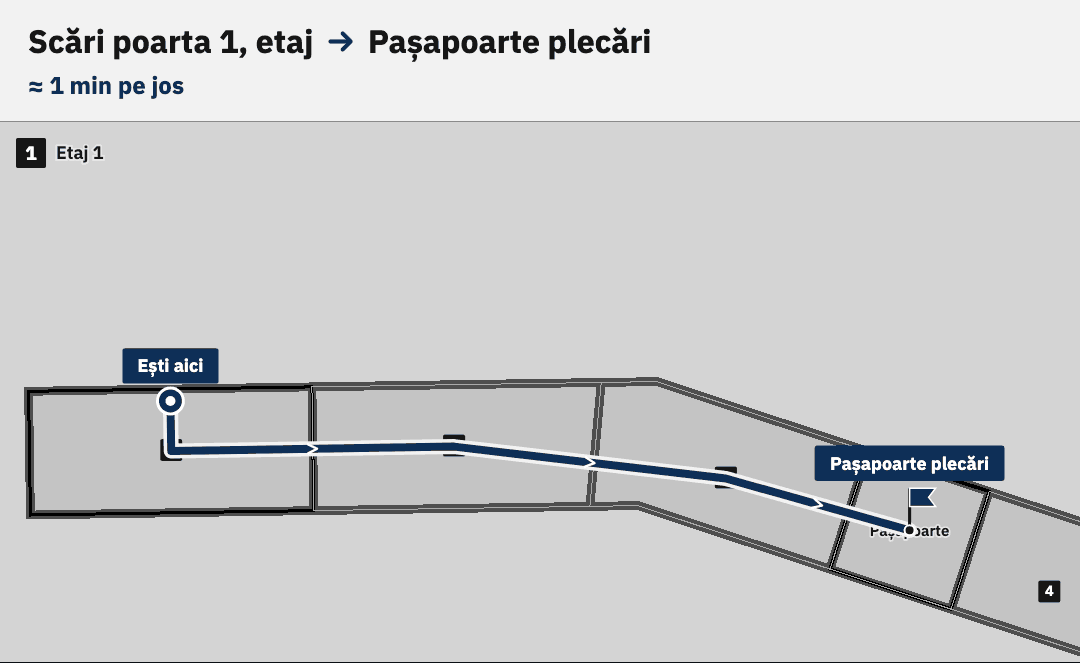 Scări poarta 1, etaj → Pașapoarte plecări
≈ 1 min pe jos
1 Etaj 1
Ești aici
Pașapoarte plecări
4